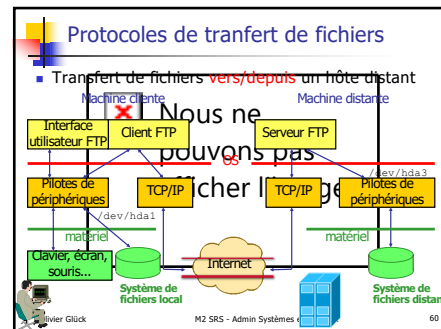 Protocoles de tranfert de fichiers
Transfert de fichiers vers/depuis un hôte distant
Machine cliente
Machine distante
Nous ne
pouvons pas
afficher l'image
Interface
utilisateur FTP
Client FTP
Serveur FTP
OS
/dev/hda3
Pilotes de
périphériques
TCP/IP
TCP/IP
Pilotes de
périphériques
/dev/hda1
matériel
matériel
Clavier, écran,
souris...
Internet
Système de
fichiers local
Système de
fichiers distant
Olivier Glück
M2 SRS - Admin Systèmes e
60